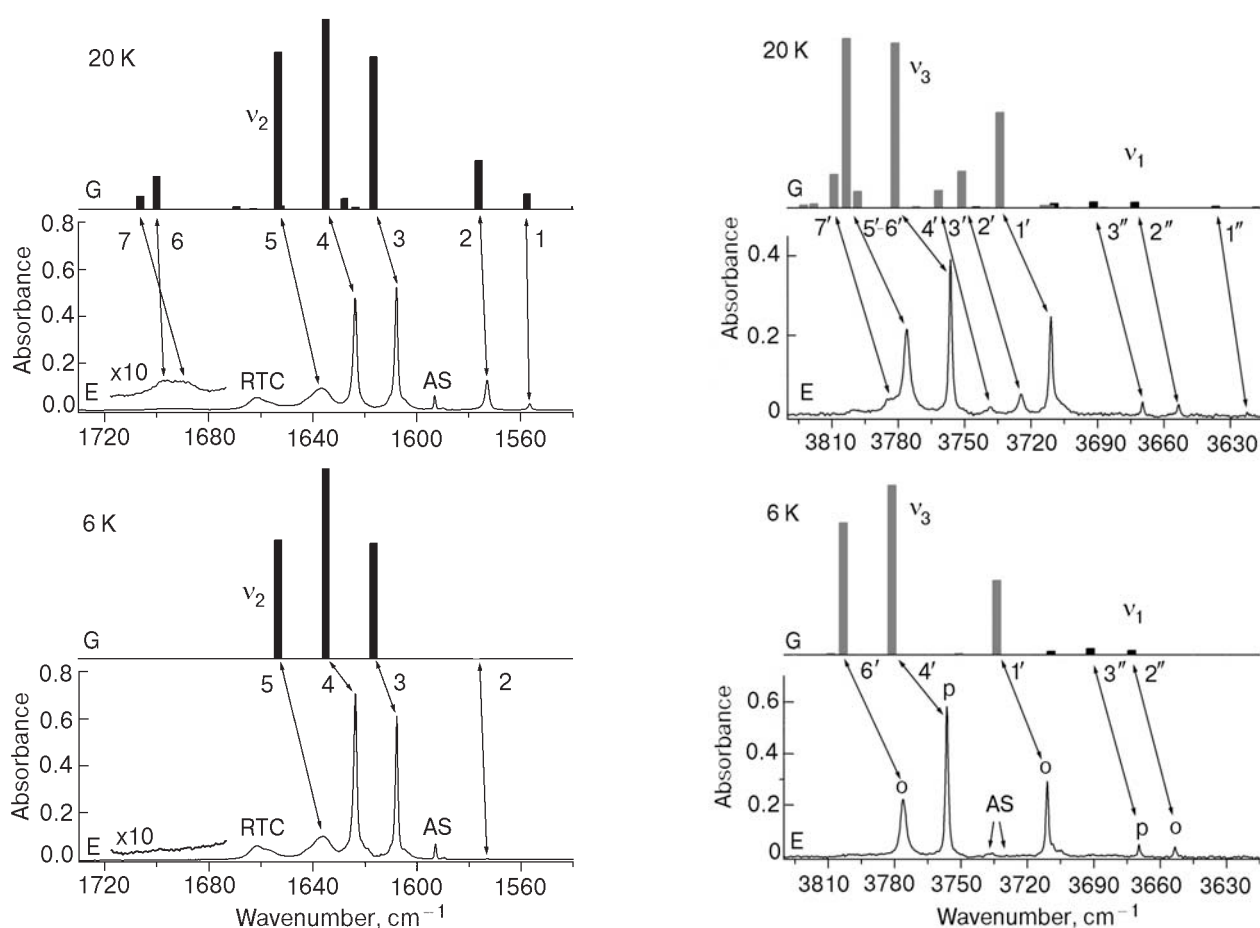 20 K
ν2
G
7 6 5 4 3 2 1
0.8
0.6
0.4
0.2
0.0
Absorbance
E
x10
RTC
AS
1720 1680 1640 1600 1560
6 K
ν2
G
5 4 3 2
0.8
0.6
0.4
0.2
0.0
Absorbance
E
x10
RTC
AS
1720 1680 1640 1600 1560
Wavenumber, cm−1
20 K
ν3
ν1
G
7′ 5′-6′ 4′ 3′ 2′ 1′ 3″ 2″ 1″
0.4
0.2
0
Absorbance
E
3810 3780 3750 3720 3690 3660 3630
6 K
ν3
ν1
G
6′ 4′ 1′ 3″ 2″
0.6
0.4
0.2
0
Absorbance
E
o
p
AS
o
p
o
3810 3780 3750 3720 3690 3660 3630
Wavenumber, cm−1